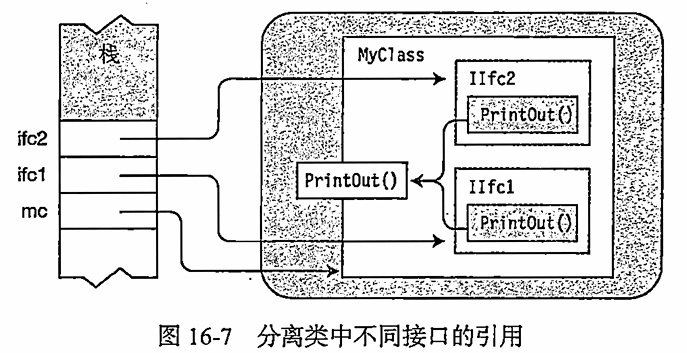 栈
MyClass
IIfc2
PrintOut()
ifc2
ifc1
PrintOut()
IIfc1
mc
PrintOut()
图 16-7 分离类中不同接口的引用